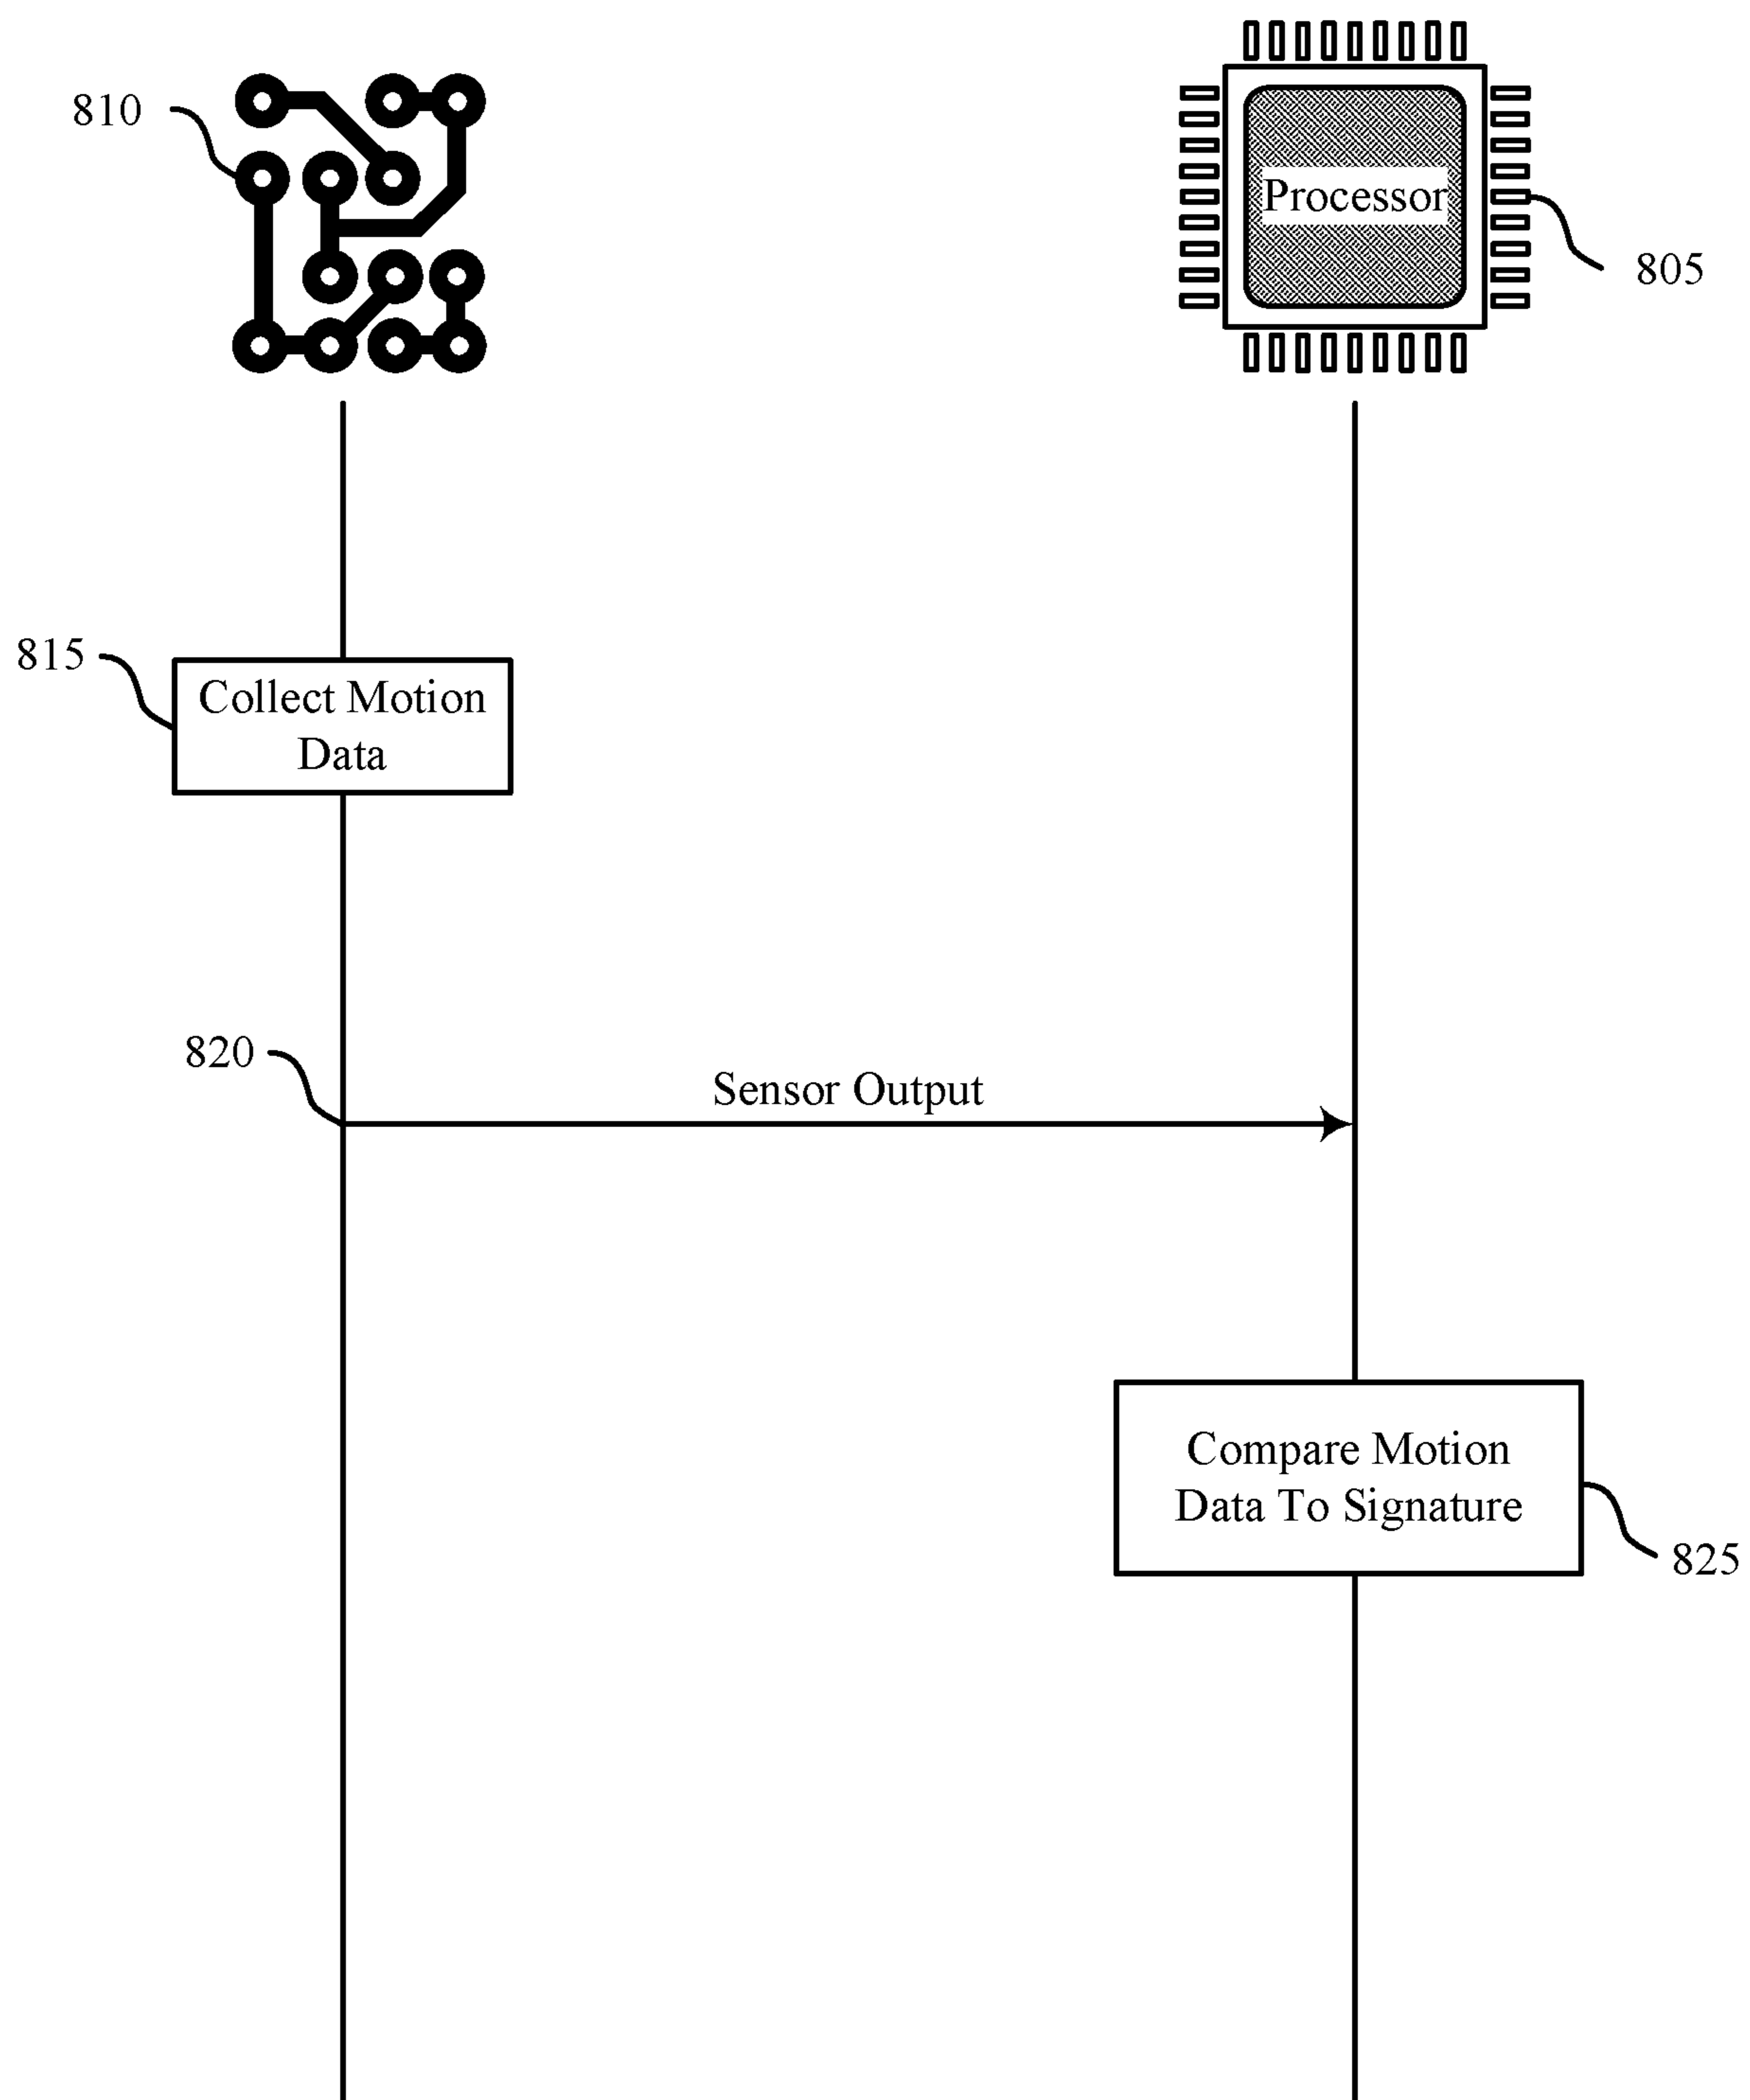 810
Processor
805
815
Collect Motion
Data
820
Sensor Output
Compare Motion
Data To Signature
825